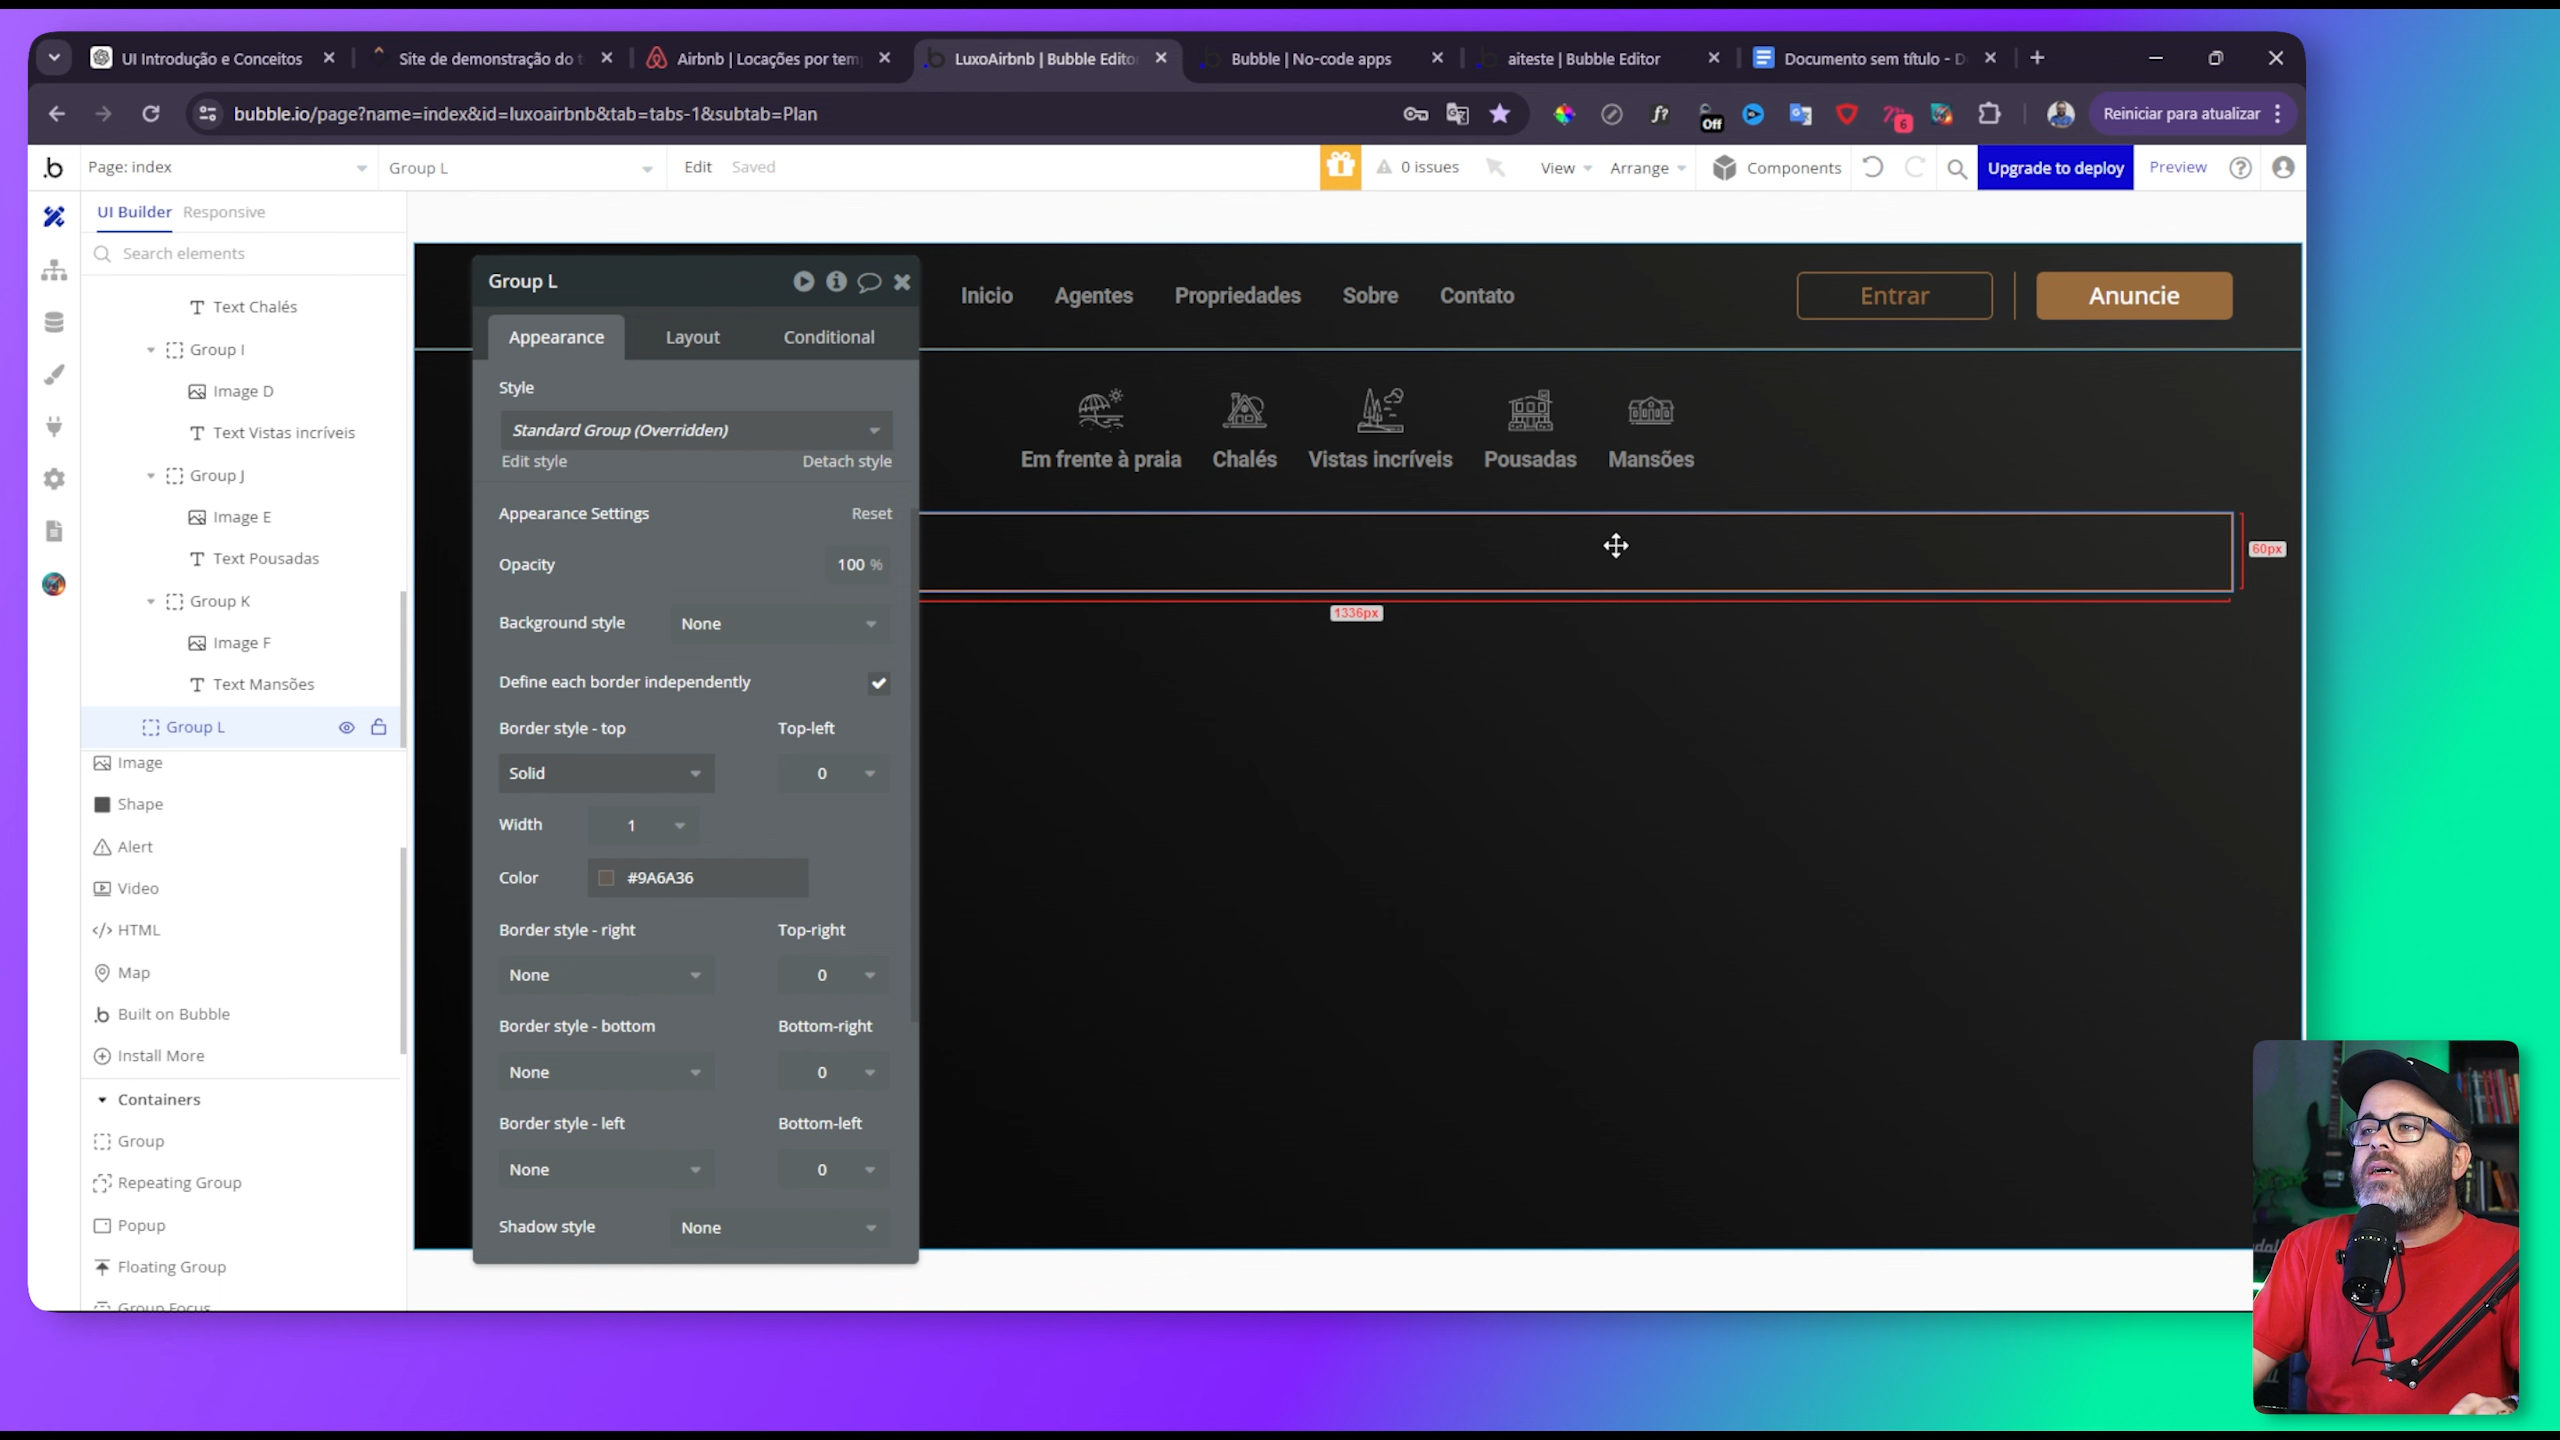 UI Introdução e Conceitos
Site de demonstração do t
Airbnb | Locações por tem
LuxoAirbnb | Bubble Edito
Bubble | No-code apps
aiteste | Bubble Editor
Documento sem título - D
bubble.io/page?name=index&id=luxoairbnb&tab=tabs-1&subtab=Plan
Off
6
Reiniciar para atualizar
.b
Page: index
Group L
Edit
Saved
0 issues
View
Arrange
Components
Upgrade to deploy
Preview
UI Builder
Responsive
Search elements
Text Chalés
Group I
Image D
Text Vistas incríveis
Group J
Image E
Text Pousadas
Group K
Image F
Text Mansões
Group L
Image
Shape
Alert
Video
HTML
Map
Built on Bubble
Install More
Containers
Group
Repeating Group
Popup
Floating Group
Group Focus
Group L
Appearance
Layout
Conditional
Style
Standard Group (Overridden)
Edit style
Detach style
Appearance Settings
Reset
Opacity
100 %
Background style
None
Define each border independently
Border style - top
Top-left
Solid
0
Width
1
Color
#9A6A36
Border style - right
Top-right
None
0
Border style - bottom
Bottom-right
None
0
Border style - left
Bottom-left
None
0
Shadow style
None
Inicio
Agentes
Propriedades
Sobre
Contato
Entrar
Anuncie
Em frente à praia
Chalés
Vistas incríveis
Pousadas
Mansões
60px
1336px